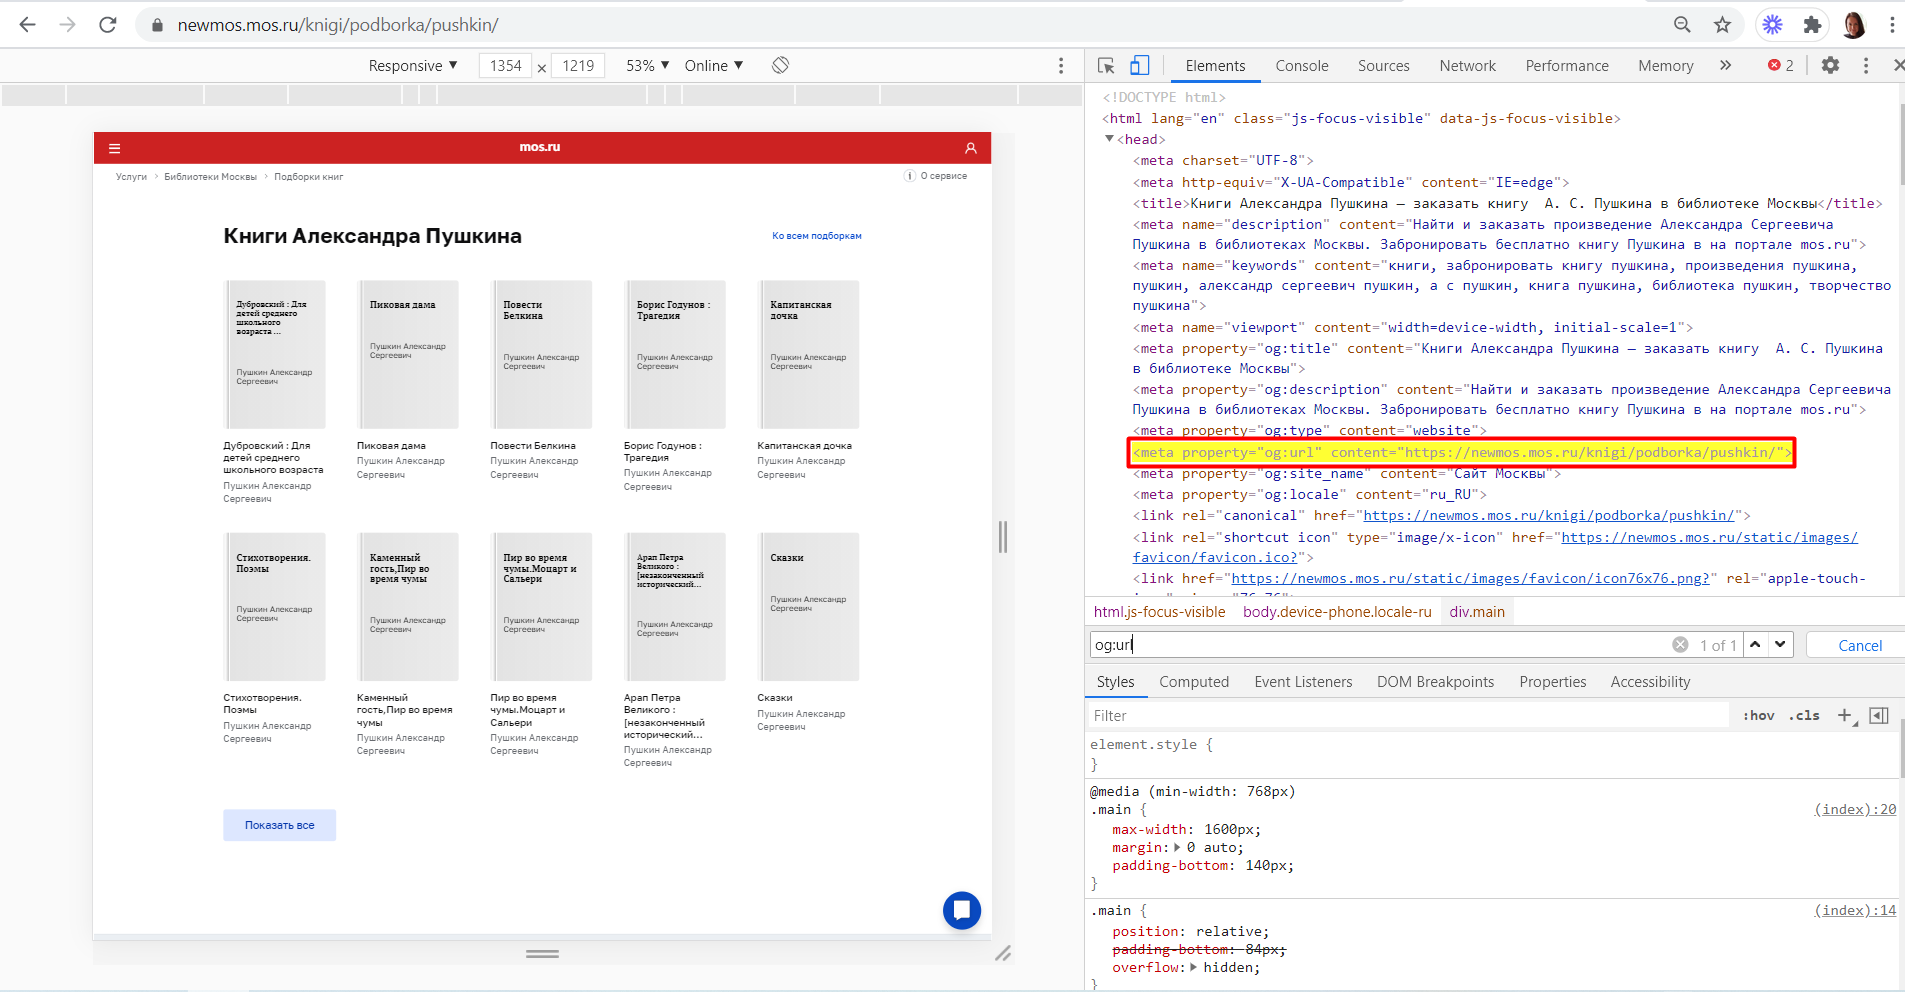 newmos.mos.ru/knigi/podborka/pushkin/
Responsive ▼ 1354 × 1219 53% ▼ Online ▼
mos.ru
Услуги > Библиотеки Москвы > Подборки книг
О сервисе
Книги Александра Пушкина
Ко всем подборкам
Дубровский : Для
детей среднего
школьного
возраста ...
Пушкин Александр
Сергеевич
Пиковая дама
Пушкин Александр
Сергеевич
Повести
Белкина
Пушкин Александр
Сергеевич
Борис Годунов :
Трагедия
Пушкин Александр
Сергеевич
Капитанская
дочка
Пушкин Александр
Сергеевич
Дубровский : Для
детей среднего
школьного возраста
Пушкин Александр
Сергеевич
Пиковая дама
Пушкин Александр
Сергеевич
Повести Белкина
Пушкин Александр
Сергеевич
Борис Годунов :
Трагедия
Пушкин Александр
Сергеевич
Капитанская дочка
Пушкин Александр
Сергеевич
Стихотворения.
Поэмы
Пушкин Александр
Сергеевич
Каменный
гость,Пир во
время чумы
Пушкин Александр
Сергеевич
Пир во время
чумы.Моцарт и
Сальери
Пушкин Александр
Сергеевич
Арап Петра
Великого :
[незаконченный
исторический...
Пушкин Александр
Сергеевич
Сказки
Пушкин Александр
Сергеевич
Стихотворения.
Поэмы
Пушкин Александр
Сергеевич
Каменный
гость,Пир во время
чумы
Пушкин Александр
Сергеевич
Пир во время
чумы.Моцарт и
Сальери
Пушкин Александр
Сергеевич
Арап Петра
Великого :
[незаконченный
исторический...
Пушкин Александр
Сергеевич
Сказки
Пушкин Александр
Сергеевич
Показать все
Elements Console Sources Network Performance Memory » 2
<!DOCTYPE html>
<html lang="en" class="js-focus-visible" data-js-focus-visible>
▼<head>
<meta charset="UTF-8">
<meta http-equiv="X-UA-Compatible" content="IE=edge">
<title>Книги Александра Пушкина – заказать книгу  А. С. Пушкина в библиотеке Москвы</title>
<meta name="description" content="Найти и заказать произведение Александра Сергеевича
Пушкина в библиотеках Москвы. Забронировать бесплатно книгу Пушкина в на портале mos.ru">
<meta name="keywords" content="книги, забронировать книгу пушкина, произведения пушкина,
пушкин, александр сергеевич пушкин, а с пушкин, книга пушкина, библиотека пушкин, творчество
пушкина">
<meta name="viewport" content="width=device-width, initial-scale=1">
<meta property="og:title" content="Книги Александра Пушкина – заказать книгу  А. С. Пушкина
в библиотеке Москвы">
<meta property="og:description" content="Найти и заказать произведение Александра Сергеевича
Пушкина в библиотеках Москвы. Забронировать бесплатно книгу Пушкина в на портале mos.ru">
<meta property="og:type" content="website">
<meta property="og:url" content="https://newmos.mos.ru/knigi/podborka/pushkin/">
<meta property="og:site_name" content="Сайт Москвы">
<meta property="og:locale" content="ru_RU">
<link rel="canonical" href="https://newmos.mos.ru/knigi/podborka/pushkin/">
<link rel="shortcut icon" type="image/x-icon" href="https://newmos.mos.ru/static/images/
favicon/favicon.ico?">
<link href="https://newmos.mos.ru/static/images/favicon/icon76x76.png?" rel="apple-touch-
html.js-focus-visible body.device-phone.locale-ru div.main
og:url 1 of 1 Cancel
Styles Computed Event Listeners DOM Breakpoints Properties Accessibility
Filter :hov .cls +
element.style {
}
@media (min-width: 768px)
.main { (index):20
max-width: 1600px;
margin:▶ 0 auto;
padding-bottom: 140px;
}
.main { (index):14
position: relative;
padding-bottom: 84px;
overflow:▶ hidden;
}